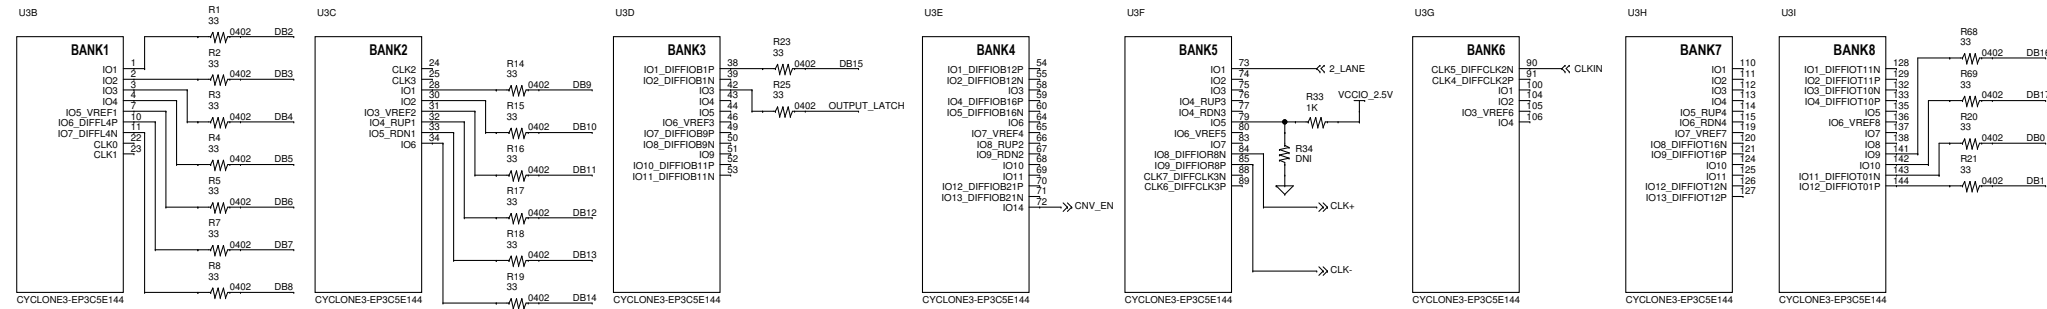 U3B
BANK1
IO1 1
IO2 2
IO3 3
IO4 4
IO5_VREF1 7
IO6_DIFFL4P 10
IO7_DIFFL4N 11
CLK0 22
CLK1 23
CYCLONE3-EP3C5E144
R1
33
0402 DB2
R2
33
0402 DB3
R3
33
0402 DB4
R4
33
0402 DB5
R5
33
0402 DB6
R7
33
0402 DB7
R8
33
0402 DB8
U3C
BANK2
CLK2 24
CLK3 25
IO1 28
IO2 30
IO3_VREF2 31
IO4_RUP1 32
IO5_RDN1 33
IO6 34
CYCLONE3-EP3C5E144
R14
33
0402 DB9
R15
33
0402 DB10
R16
33
0402 DB11
R17
33
0402 DB12
R18
33
0402 DB13
R19
33
0402 DB14
U3D
BANK3
IO1_DIFFIOB1P 38
IO2_DIFFIOB1N 39
IO3 42
IO4 43
IO5 44
IO6_VREF3 46
IO7_DIFFIOB9P 49
IO8_DIFFIOB9N 50
IO9 51
IO10_DIFFIOB11P 52
IO11_DIFFIOB11N 53
CYCLONE3-EP3C5E144
R23
33
0402 DB15
R25
33
0402 OUTPUT_LATCH
U3E
BANK4
IO1_DIFFIOB12P 54
IO2_DIFFIOB12N 55
IO3 58
IO4_DIFFIOB16P 59
IO5_DIFFIOB16N 60
IO6 64
IO7_VREF4 65
IO8_RUP2 66
IO9_RDN2 67
IO10 68
IO11 69
IO12_DIFFIOB21P 70
IO13_DIFFIOB21N 71
IO14 72
CNV_EN
CYCLONE3-EP3C5E144
U3F
BANK5
IO1 73
IO2 74
IO3 75
IO4_RUP3 76
IO4_RDN3 77
IO5 79
IO6_VREF5 80
IO7 83
IO8_DIFFIOR8N 84
IO9_DIFFIOR8P 85
CLK7_DIFFCLK3N 88
CLK6_DIFFCLK3P 89
CYCLONE3-EP3C5E144
2_LANE
R33
1K
VCCIO_2.5V
R34
DNI
CLK+
CLK-
U3G
BANK6
CLK5_DIFFCLK2N 90
CLK4_DIFFCLK2P 91
IO1 100
IO2 104
IO3_VREF6 105
IO4 106
CLKIN
CYCLONE3-EP3C5E144
U3H
BANK7
IO1 110
IO2 111
IO3 112
IO4 113
IO5_RUP4 114
IO6_RDN4 115
IO7_VREF7 119
IO8_DIFFIOT16N 120
IO9_DIFFIOT16P 121
IO10 124
IO11 125
IO12_DIFFIOT12N 126
IO13_DIFFIOT12P 127
CYCLONE3-EP3C5E144
U3I
BANK8
IO1_DIFFIOT11N 128
IO2_DIFFIOT11P 129
IO3_DIFFIOT10N 132
IO4_DIFFIOT10P 133
IO5 135
IO6_VREF8 136
IO7 137
IO8 138
IO9 141
IO10 142
IO11_DIFFIOT01N 143
IO12_DIFFIOT01P 144
CYCLONE3-EP3C5E144
R68
33
0402 DB16
R69
33
0402 DB17
R20
33
0402 DB0
R21
33
0402 DB1